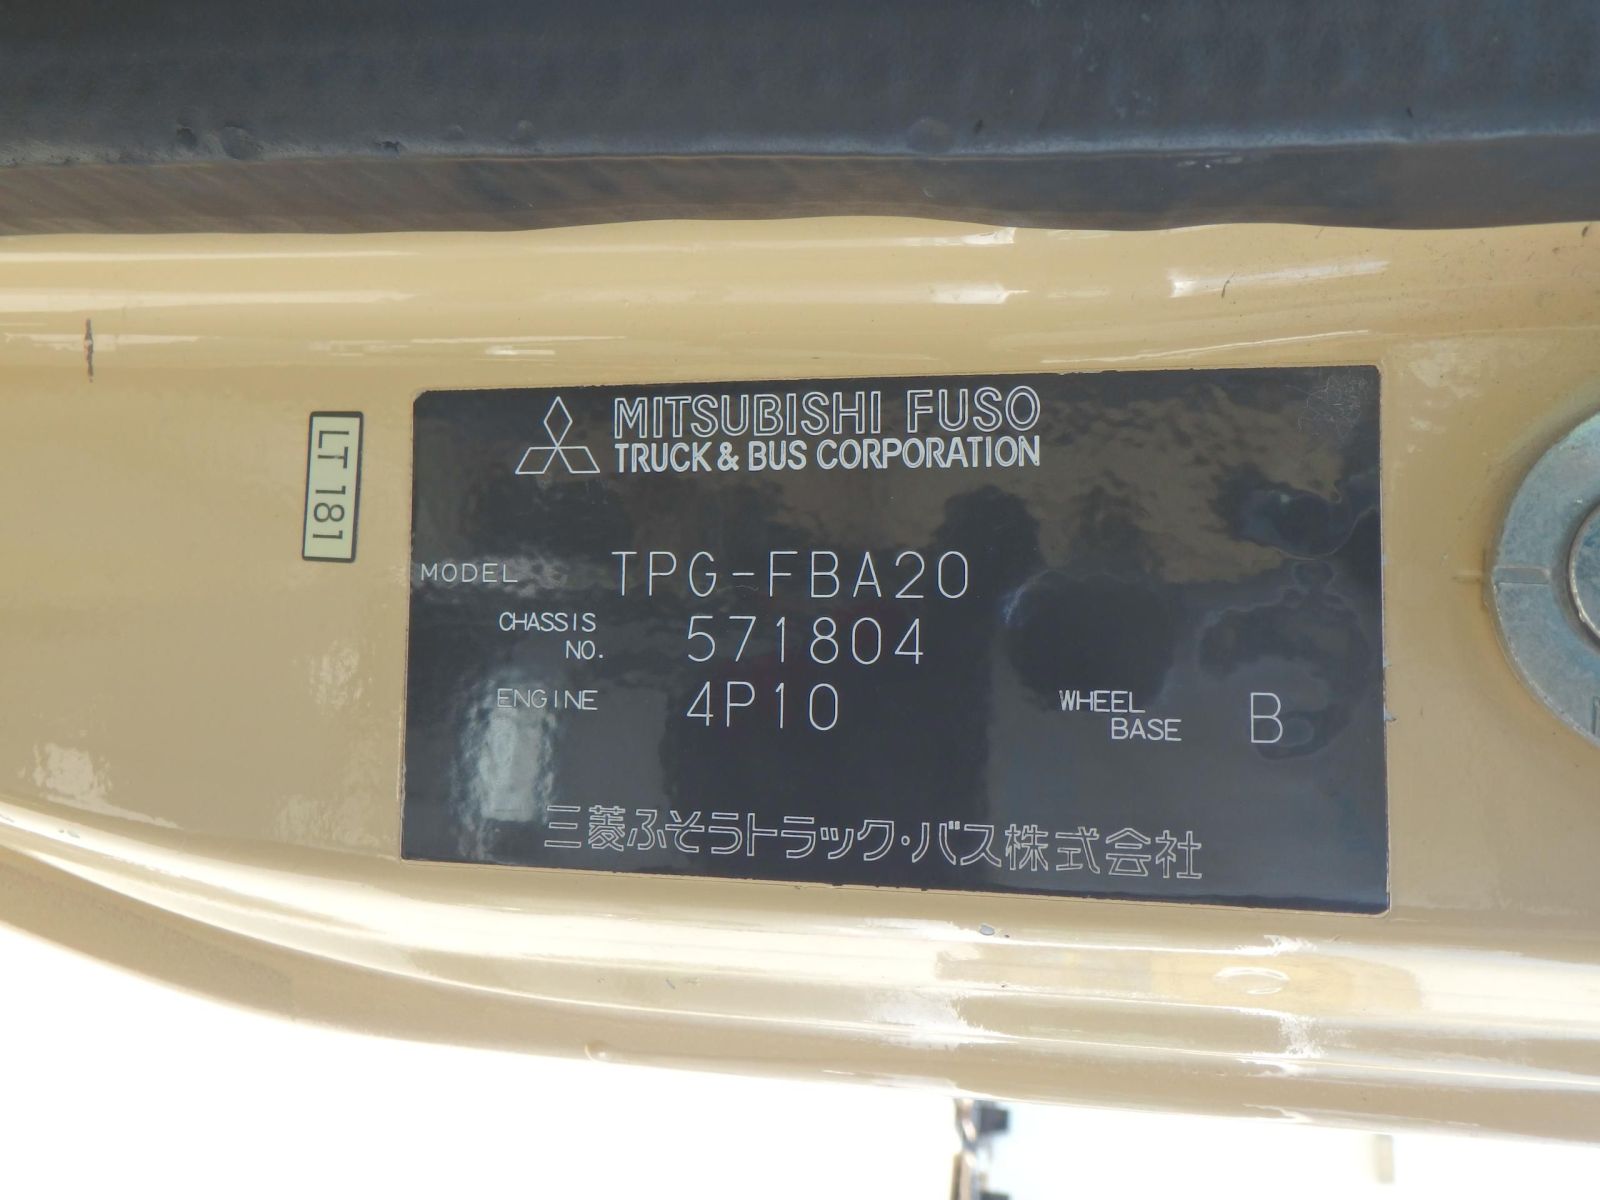 MITSUBISHI FUSO
TRUCK & BUS CORPORATION
LT 181
MODEL TPG-FBA20
CHASSIS NO. 571804
ENGINE 4P10
WHEEL BASE B
三菱ふそうトラック・バス株式会社